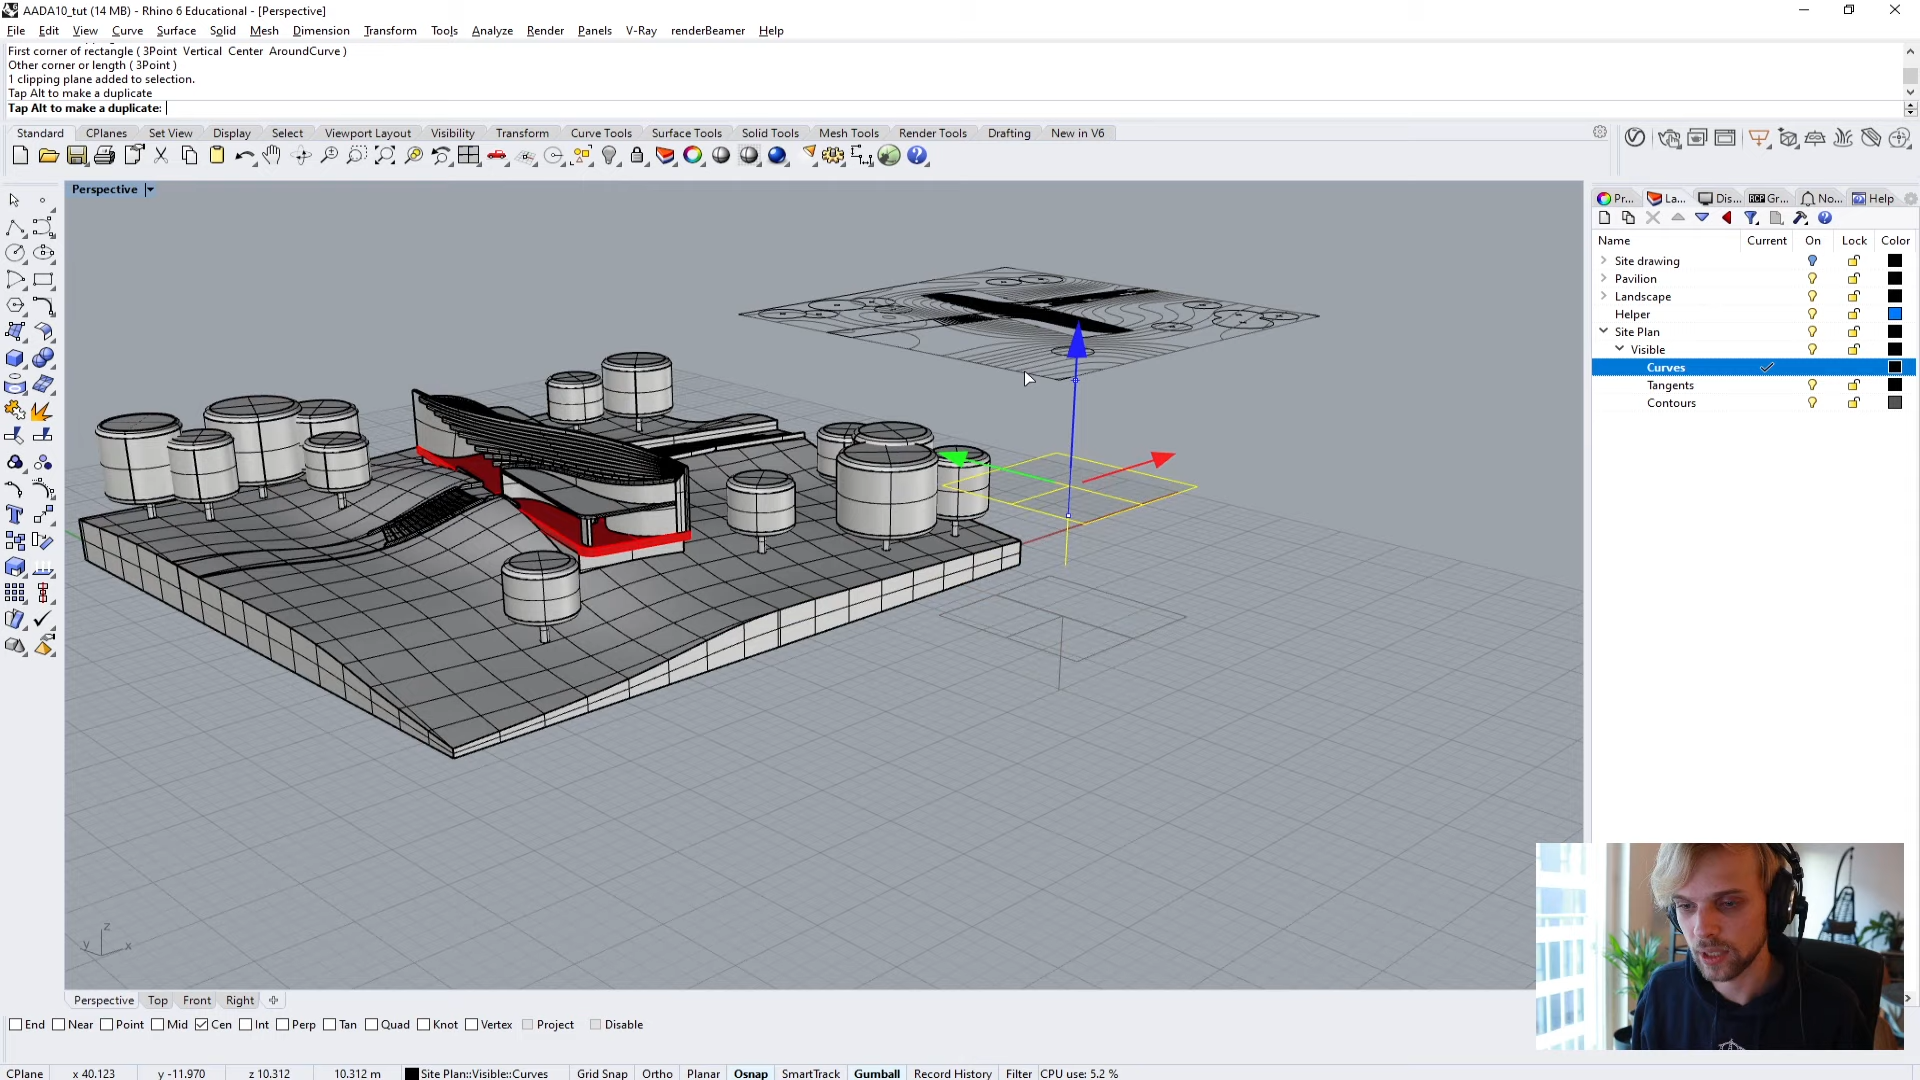 AADA10_tut (14 MB) - Rhino 6 Educational - [Perspective]
File Edit View Curve Surface Solid Mesh Dimension Transform Tools Analyze Render Panels V-Ray renderBeamer Help
First corner of rectangle ( 3Point Vertical Center AroundCurve )
Other corner or length ( 3Point )
1 clipping plane added to selection.
Tap Alt to make a duplicate
Tap Alt to make a duplicate:
Standard CPlanes Set View Display Select Viewport Layout Visibility Transform Curve Tools Surface Tools Solid Tools Mesh Tools Render Tools Drafting New in V6
Perspective
Pr... La... Dis... Gr... No... Help
Name Current On Lock Color
Site drawing
Pavilion
Landscape
Helper
Site Plan
Visible
Curves
Tangents
Contours
z
y x
Perspective Top Front Right
End Near Point Mid Cen Int Perp Tan Quad Knot Vertex Project Disable
CPlane x 40.123 y -11.970 z 10.312 10.312 m Site Plan::Visible::Curves Grid Snap Ortho Planar Osnap SmartTrack Gumball Record History Filter CPU use: 5.2 %